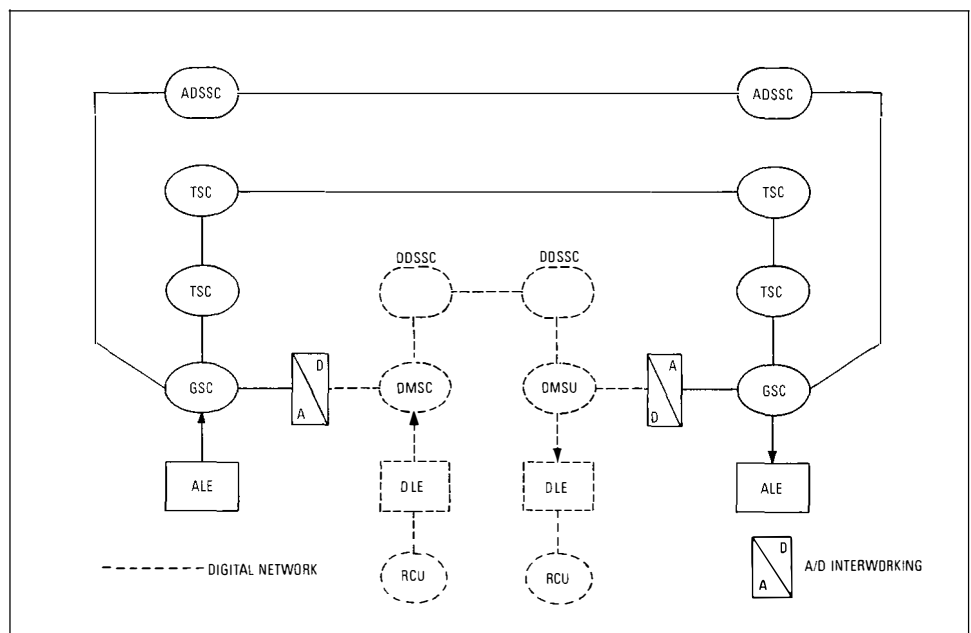 ADSSC
ADSSC
TSC
TSC
DDSSC
DDSSC
TSC
TSC
D
A
A
D
GSC
DMSC
DMSU
GSC
ALE
DLE
DLE
ALE
DIGITAL NETWORK
RCU
RCU
D
A
A/D INTERWORKING